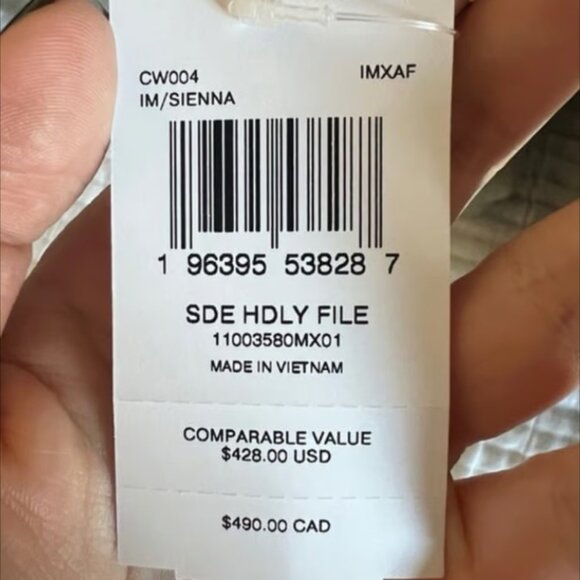 CW004 IMXAF
IM/SIENNA
1 96395 53828 7
SDE HDLY FILE
11003580MX01
MADE IN VIETNAM
COMPARABLE VALUE
$428.00 USD
$490.00 CAD